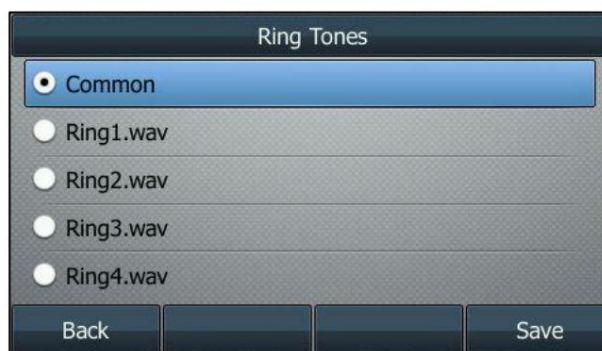 Ring Tones
Common
Ring1.wav
Ring2.wav
Ring3.wav
Ring4.wav
Back Save